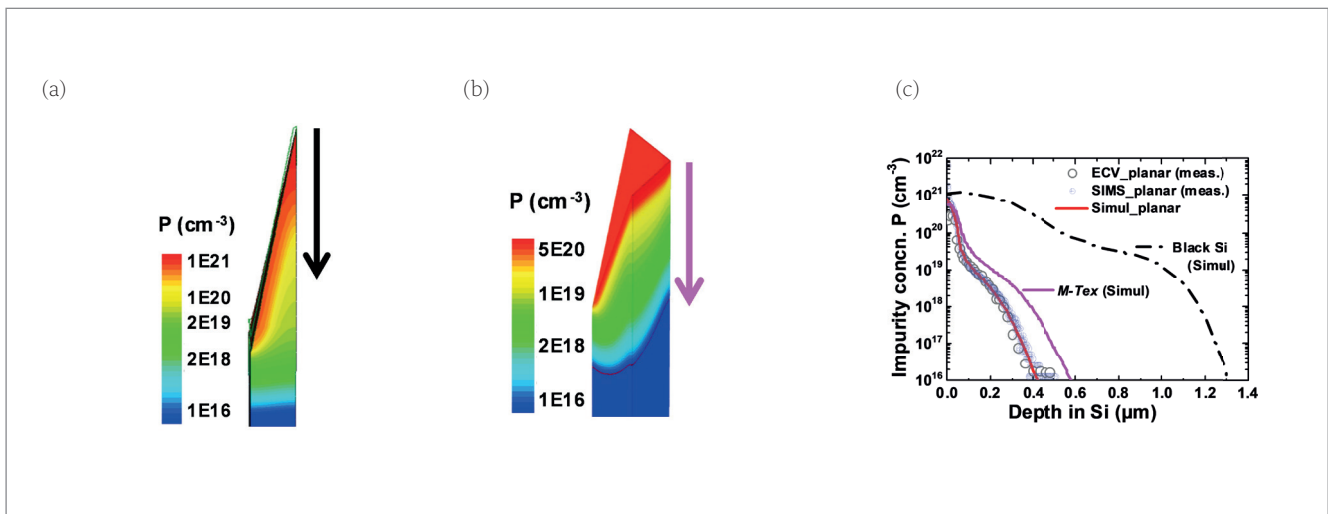 (a)
P (cm-3)
1E21
1E20
2E19
2E18
1E16
(b)
P (cm-3)
5E20
1E19
2E18
1E16
(c)
Impurity concn. P (cm-3)
10^22
10^21
10^20
10^19
10^18
10^17
10^16
ECV_planar (meas.)
SIMS_planar (meas.)
Simul_planar
Black Si
(Simul)
M-Tex (Simul)
0.0 0.2 0.4 0.6 0.8 1.0 1.2 1.4
Depth in Si (µm)